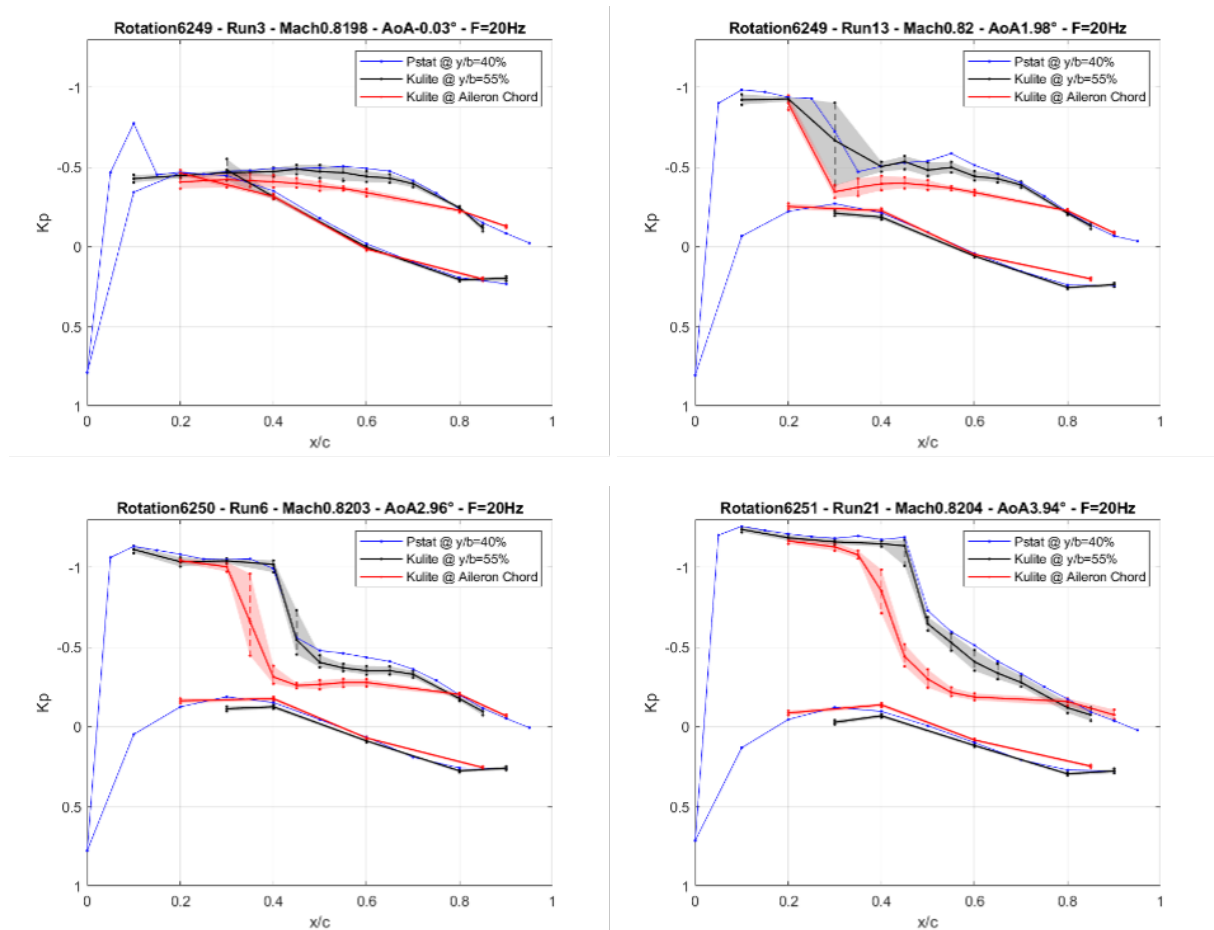 Rotation6249 - Run3 - Mach0.8198 - AoA-0.03° - F=20Hz
Pstat @ y/b=40%
Kulite @ y/b=55%
Kulite @ Aileron Chord
-1
-0.5
0
0.5
1
Kp
0
0.2
0.4
0.6
0.8
1
x/c
Rotation6249 - Run13 - Mach0.82 - AoA1.98° - F=20Hz
Pstat @ y/b=40%
Kulite @ y/b=55%
Kulite @ Aileron Chord
-1
-0.5
0
0.5
1
Kp
0
0.2
0.4
0.6
0.8
1
x/c
Rotation6250 - Run6 - Mach0.8203 - AoA2.96° - F=20Hz
Pstat @ y/b=40%
Kulite @ y/b=55%
Kulite @ Aileron Chord
-1
-0.5
0
0.5
1
Kp
0
0.2
0.4
0.6
0.8
1
x/c
Rotation6251 - Run21 - Mach0.8204 - AoA3.94° - F=20Hz
Pstat @ y/b=40%
Kulite @ y/b=55%
Kulite @ Aileron Chord
-1
-0.5
0
0.5
1
Kp
0
0.2
0.4
0.6
0.8
1
x/c